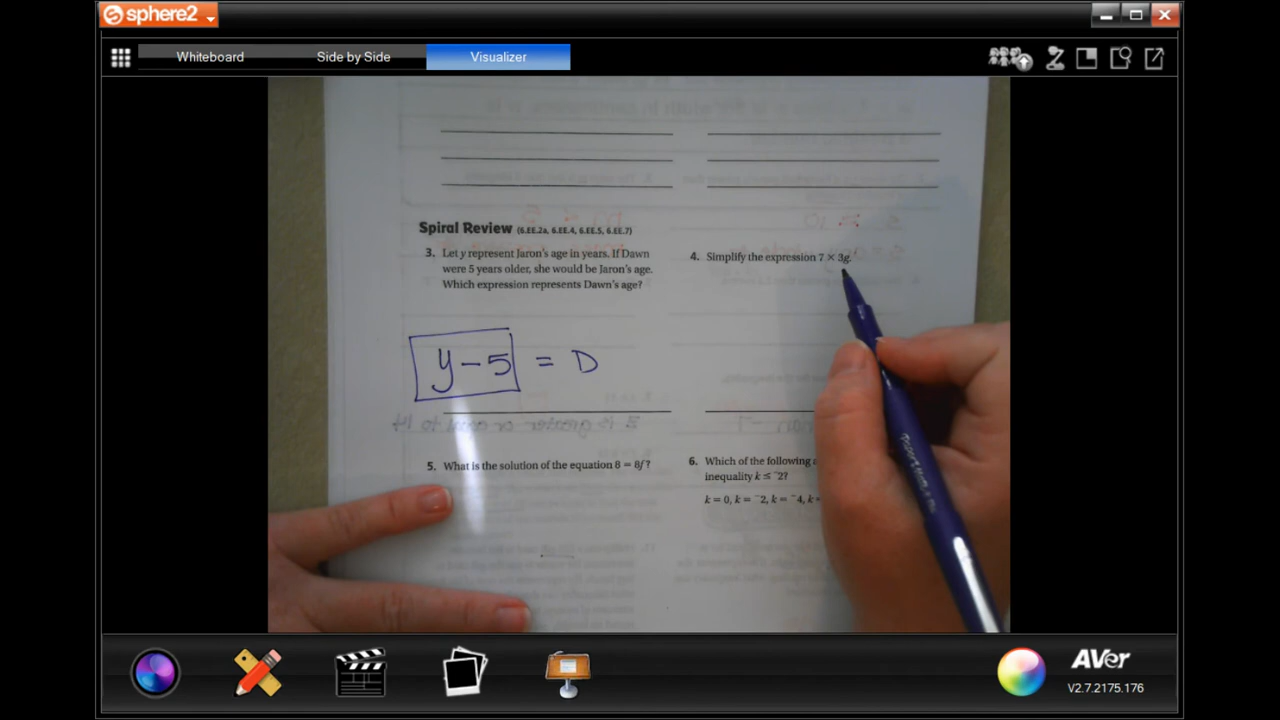 sphere2
Whiteboard
Side by Side
Visualizer
Spiral Review (6.EE.2a, 6.EE.4, 6.EE.5, 6.EE.7)
3. Let y represent Jaron's age in years. If Dawn
were 5 years older, she would be Jaron's age.
Which expression represents Dawn's age?
y - 5 = D
4. Simplify the expression 7 × 3g.
5. What is the solution of the equation 8 = 8f?
6. Which of the following
inequality k ≤ ⁻2?
k = 0, k = ⁻2, k = ⁻4, k =
AVer
V2.7.2175.176